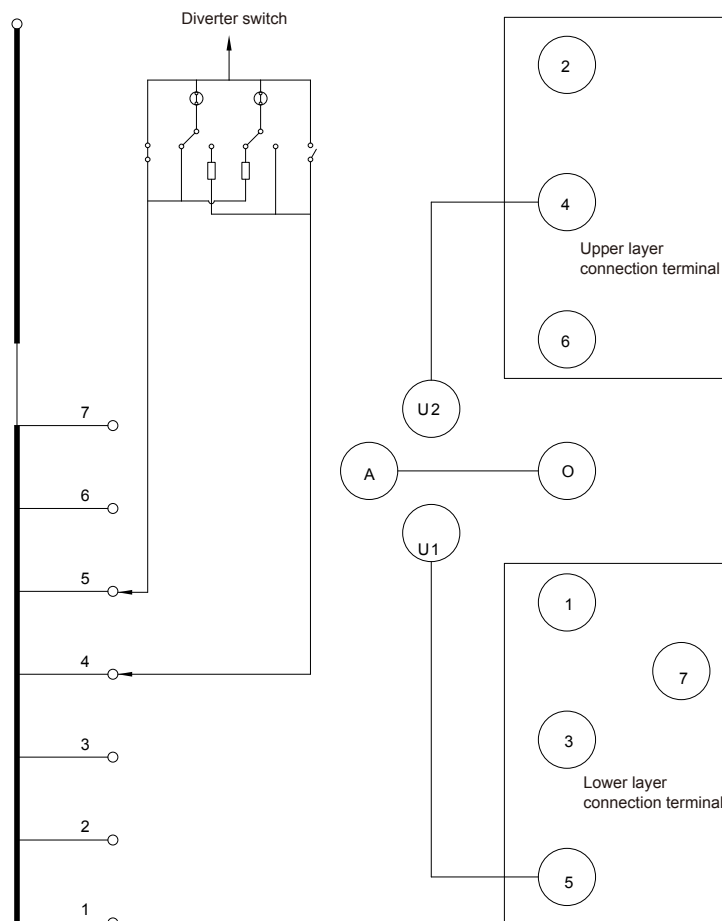 Diverter switch
7
6
5
4
3
2
1
2
4
Upper layer
connection terminal
6
U2
A
O
U1
1
7
3
Lower layer
connection terminal
5